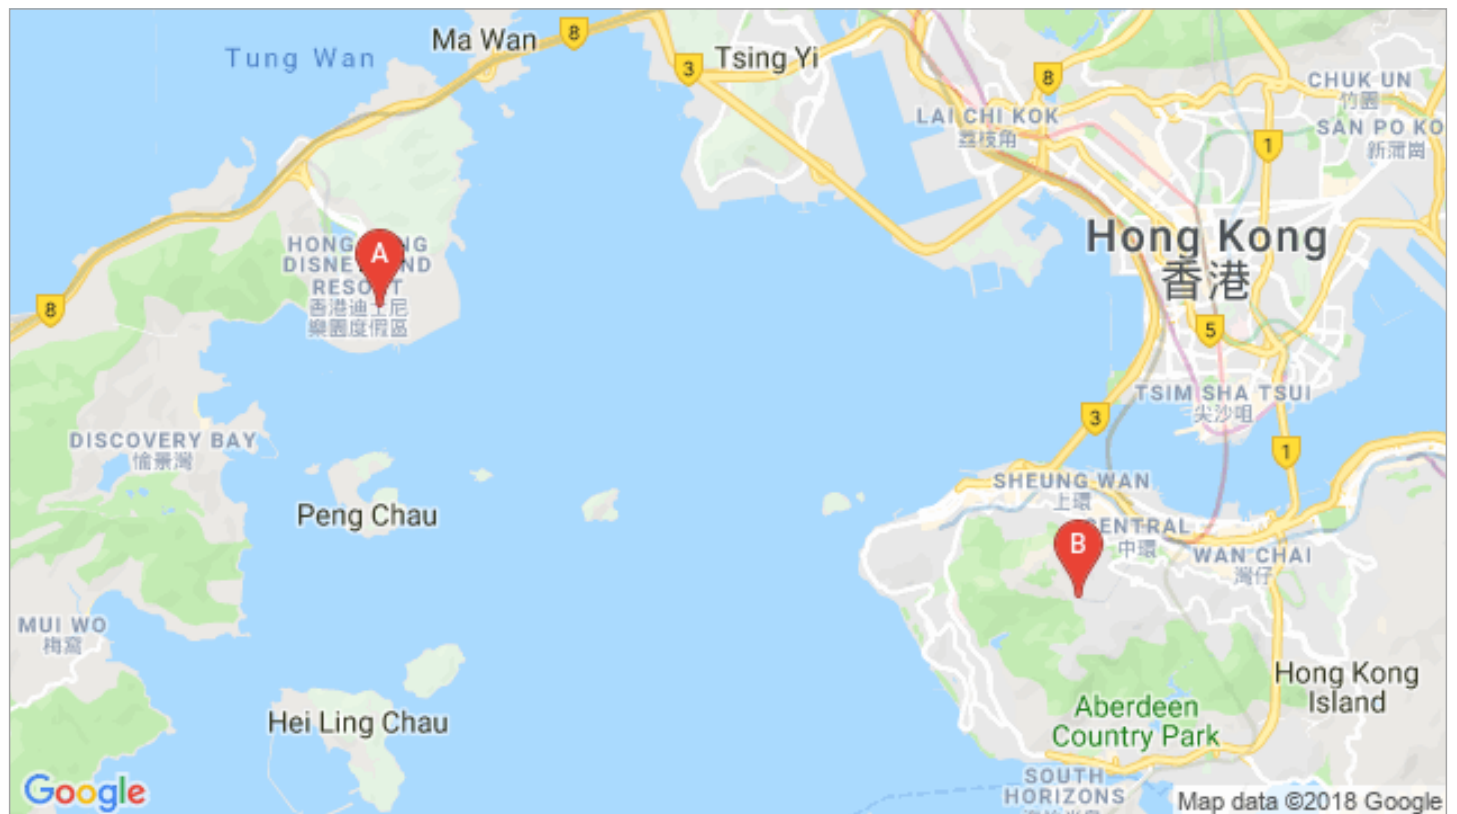 Ma Wan
8
Tung Wan
3
Tsing Yi
8
CHUK UN
竹園
LAI CHI KOK
荔枝角
SAN PO KO
新蒲崗
1
HONG
NG
A
DISNE
ND
RESO
T
香港迪士尼
樂園度假區
Hong Kong
香港
8
5
TSIM SHA TSUI
尖沙咀
3
DISCOVERY BAY
愉景灣
1
SHEUNG WAN
上環
Peng Chau
CENTRAL
中環
B
WAN CHAI
灣仔
MUI WO
梅窩
Hong Kong
Island
Hei Ling Chau
Aberdeen
Country Park
SOUTH
HORIZONS
Google
Map data ©2018 Google